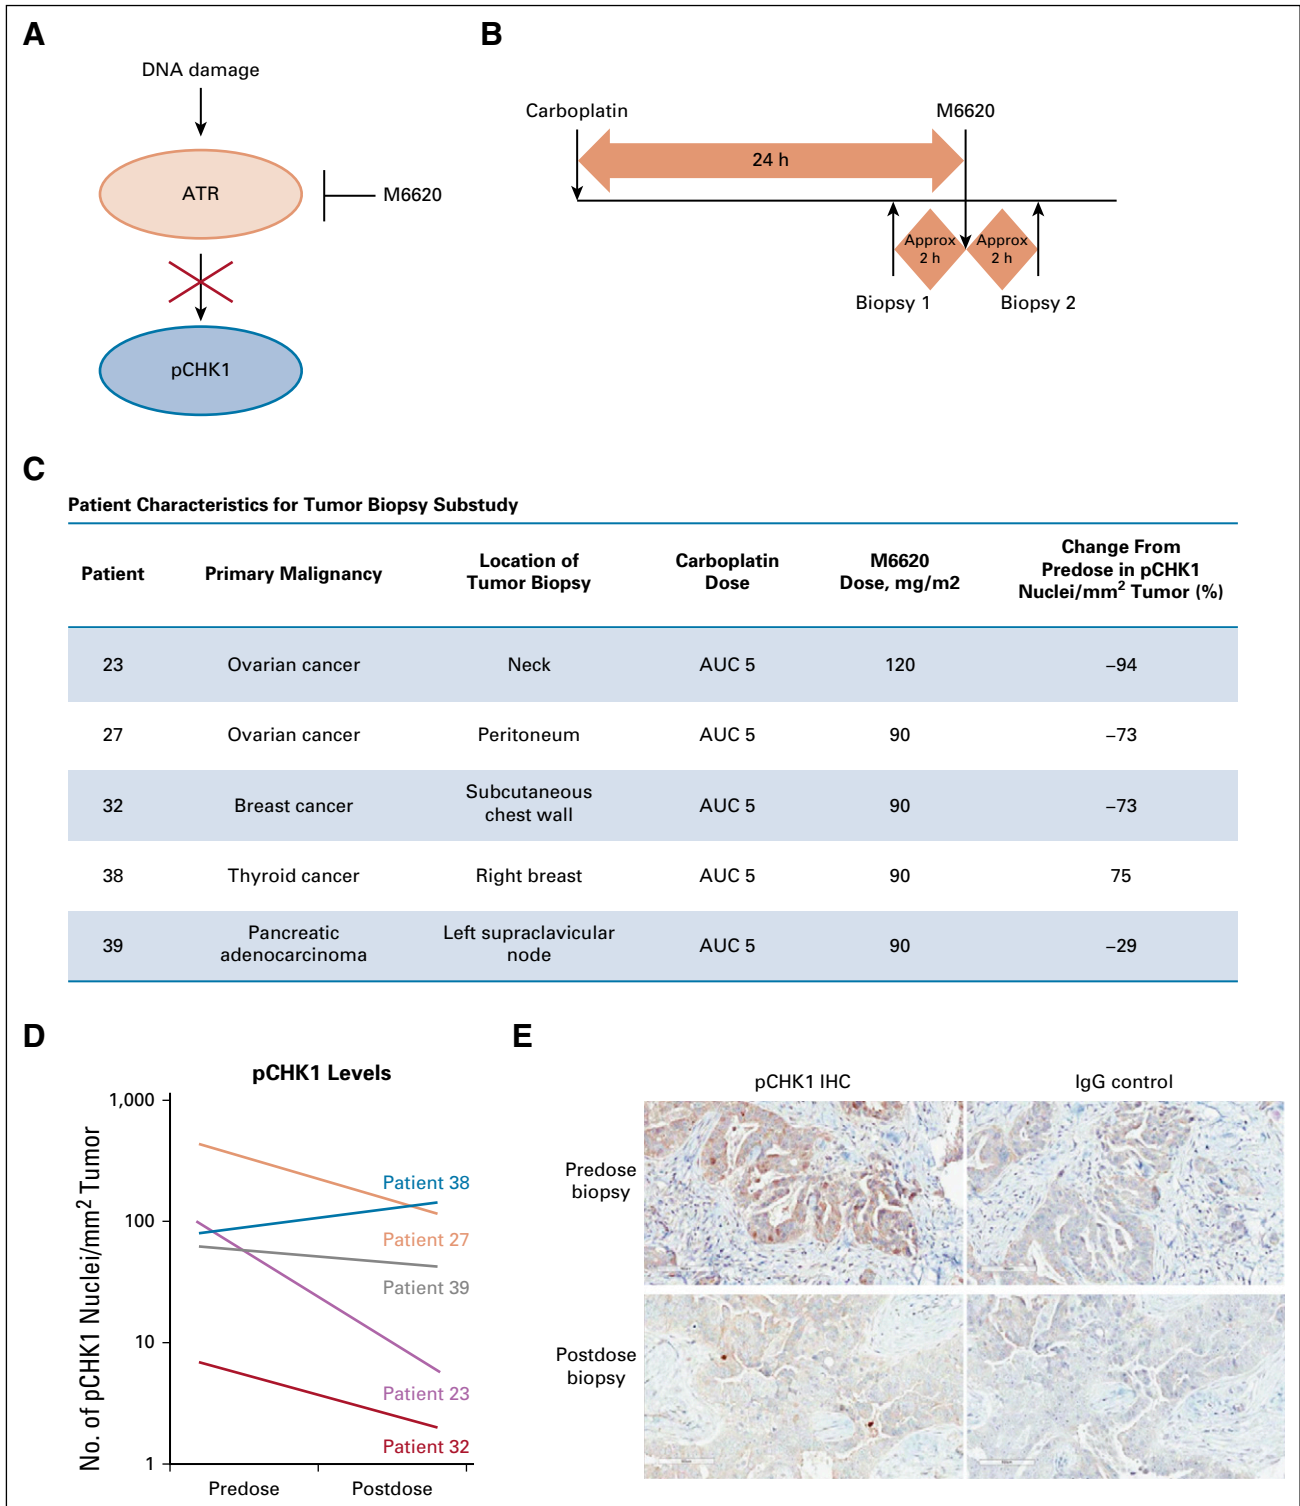 A
DNA damage
ATR
M6620
pCHK1
B
Carboplatin
M6620
24 h
Approx
2 h
Approx
2 h
Biopsy 1
Biopsy 2
C
Patient Characteristics for Tumor Biopsy Substudy
Patient
Primary Malignancy
Location of
Tumor Biopsy
Carboplatin
Dose
M6620
Dose, mg/m2
Change From
Predose in pCHK1
Nuclei/mm² Tumor (%)
23 Ovarian cancer Neck AUC 5 120 –94
27 Ovarian cancer Peritoneum AUC 5 90 –73
32 Breast cancer Subcutaneous
chest wall AUC 5 90 –73
38 Thyroid cancer Right breast AUC 5 90 75
39 Pancreatic
adenocarcinoma Left supraclavicular
node AUC 5 90 –29
D
pCHK1 Levels
No. of pCHK1 Nuclei/mm² Tumor
1,000
100
10
1
Patient 38
Patient 27
Patient 39
Patient 23
Patient 32
Predose
Postdose
E
pCHK1 IHC
IgG control
Predose
biopsy
Postdose
biopsy